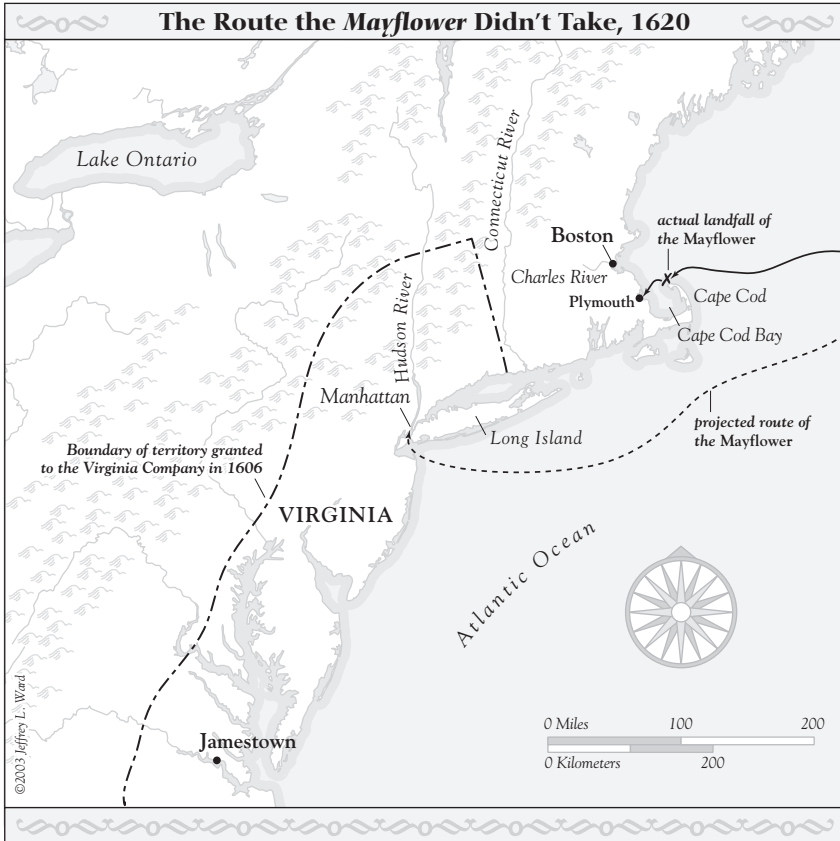 The Route the Mayflower Didn't Take, 1620
Lake Ontario
Connecticut River
Hudson River
Boston
actual landfall of
the Mayflower
Charles River
Plymouth
Cape Cod
Cape Cod Bay
Manhattan
Long Island
projected route of
the Mayflower
Boundary of territory granted
to the Virginia Company in 1606
VIRGINIA
Atlantic Ocean
Jamestown
0 Miles 100 200
0 Kilometers 200
©2003 Jeffrey L. Ward